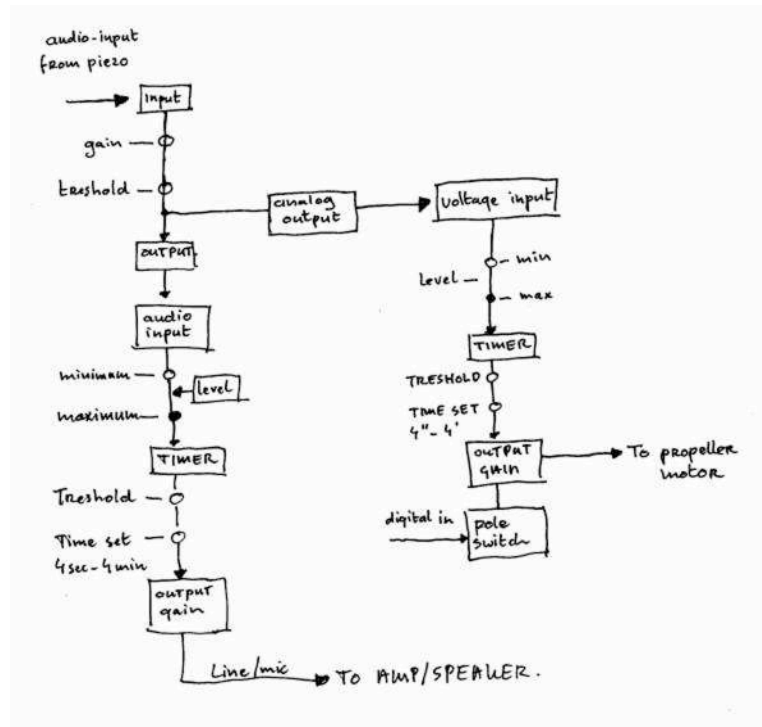 audio-input
from piezo
Input
gain
treshold
analog
output
voltage input
OUTPUT
min
level
max
audio
input
TIMER
minimum
level
TRESHOLD
maximum
TIME SET
4"-4'
TIMER
OUTPUT
GAIN
To propeller
motor
Treshold
digital in
pole
switch
Time set
4sec-4min
OUTPUT
gain
Line/mic
TO AMP/SPEAKER.